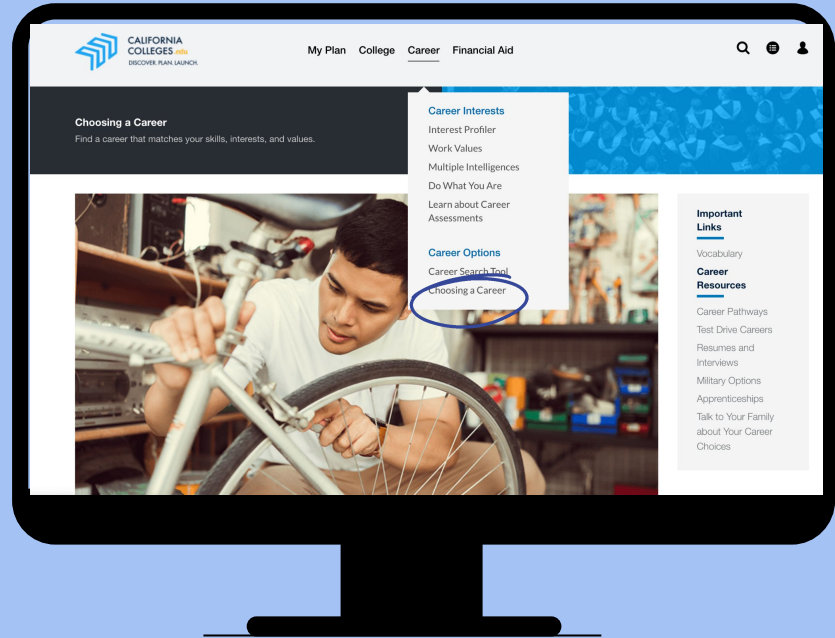 CALIFORNIA
COLLEGES.edu
DISCOVER. PLAN. LAUNCH.
My Plan College Career Financial Aid
Choosing a Career
Find a career that matches your skills, interests, and values.
Career Interests
Interest Profiler
Work Values
Multiple Intelligences
Do What You Are
Learn about Career
Assessments
Career Options
Career Search Tool
Choosing a Career
Important
Links
Vocabulary
Career
Resources
Career Pathways
Test Drive Careers
Resumes and
Interviews
Military Options
Apprenticeships
Talk to Your Family
about Your Career
Choices